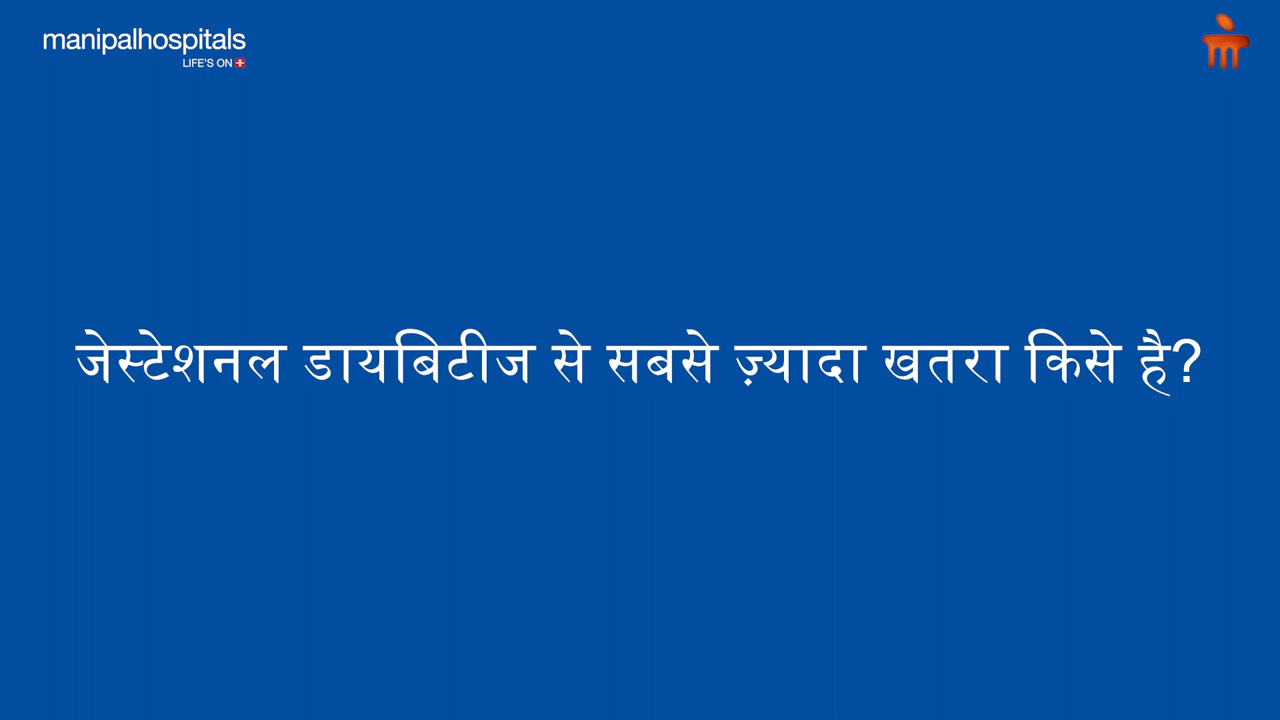 manipalhospitals
LIFE'S ON
जेस्टेशनल डायबिटीज से सबसे ज़्यादा खतरा किसे है?